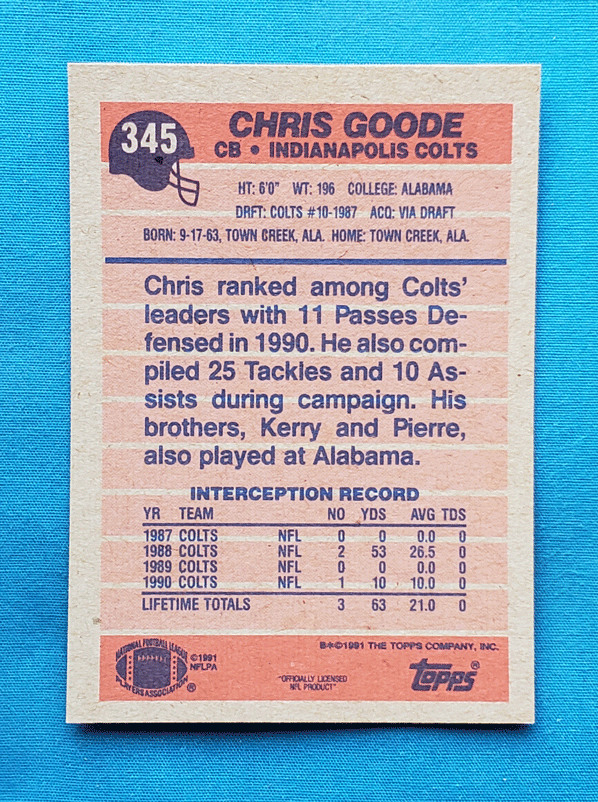 345
CHRIS GOODE
CB • INDIANAPOLIS COLTS
HT: 6'0" WT: 196 COLLEGE: ALABAMA
DRFT: COLTS #10-1987 ACQ: VIA DRAFT
BORN: 9-17-63, TOWN CREEK, ALA. HOME: TOWN CREEK, ALA.
Chris ranked among Colts'
leaders with 11 Passes De-
fensed in 1990. He also com-
piled 25 Tackles and 10 As-
sists during campaign. His
brothers, Kerry and Pierre,
also played at Alabama.
INTERCEPTION RECORD
YR TEAM NO YDS AVG TDS
1987 COLTS NFL 0 0 0.0 0
1988 COLTS NFL 2 53 26.5 0
1989 COLTS NFL 0 0 0.0 0
1990 COLTS NFL 1 10 10.0 0
LIFETIME TOTALS 3 63 21.0 0
NATIONAL FOOTBALL LEAGUE
PLAYERS ASSOCIATION ®
©1991
NFLPA
"OFFICIALLY LICENSED
NFL PRODUCT"
B*©1991 THE TOPPS COMPANY, INC.
topps®